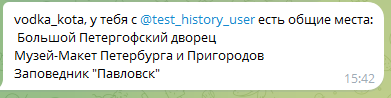 vodka_kota, у тебя с @test_history_user есть общие места:
Большой Петергофский дворец
Музей-Макет Петербурга и Пригородов
Заповедник "Павловск"
15:42